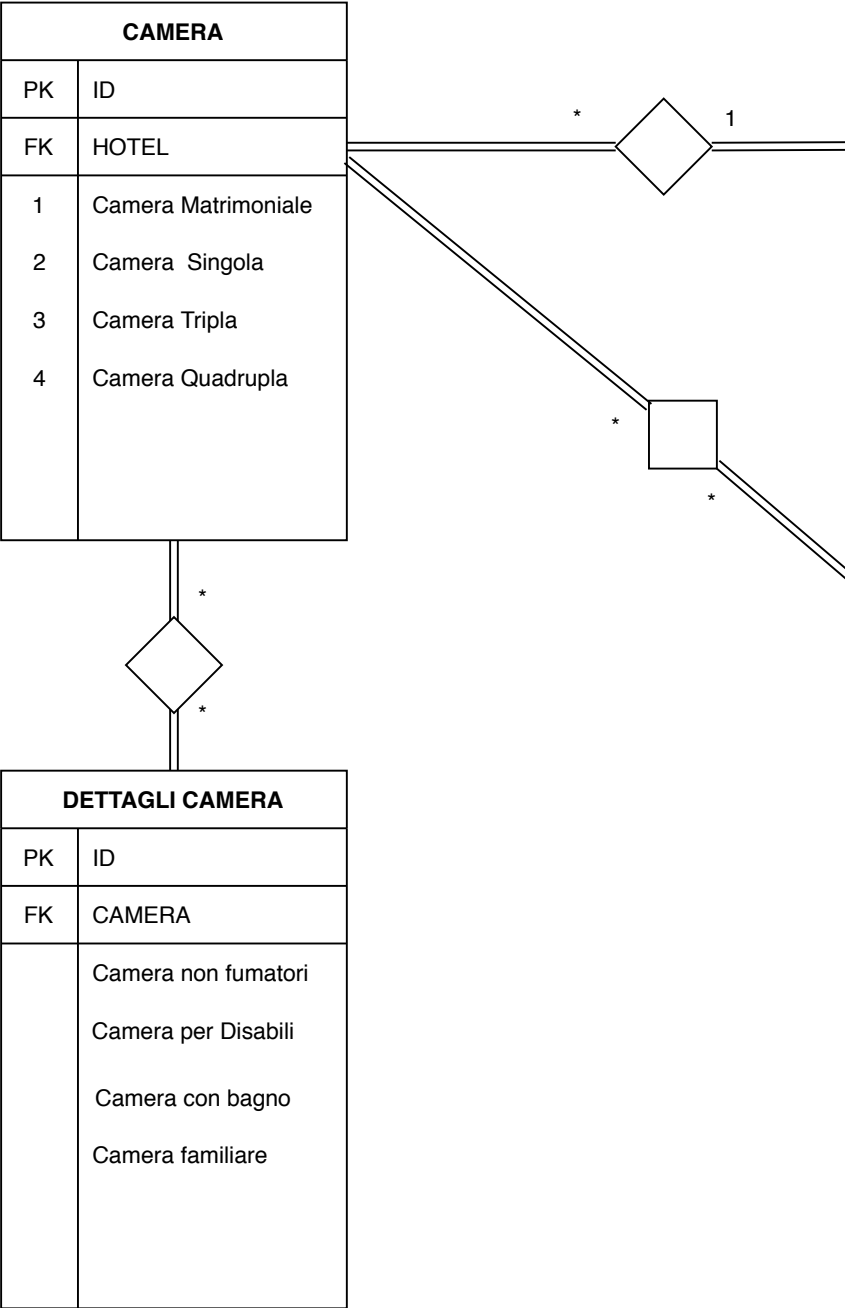 CAMERA
PK ID
FK HOTEL
1 Camera Matrimoniale
2 Camera Singola
3 Camera Tripla
4 Camera Quadrupla
* 1
*
*
*
*
DETTAGLI CAMERA
PK ID
FK CAMERA
Camera non fumatori
Camera per Disabili
Camera con bagno
Camera familiare